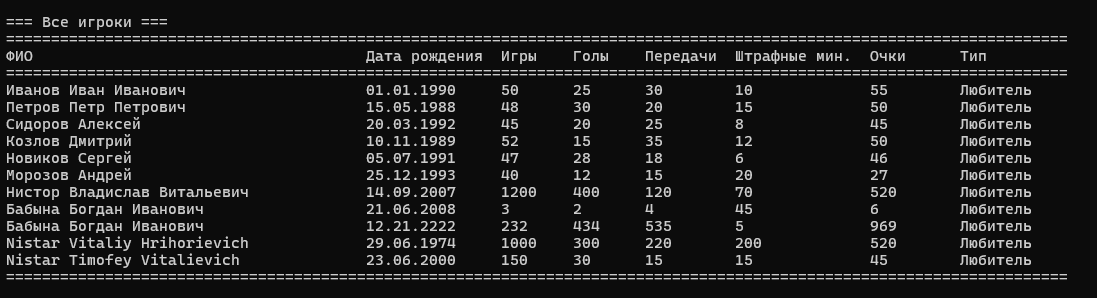 === Все игроки ===
======================================================================================================================
ФИО Дата рождения Игры Голы Передачи Штрафные мин. Очки Тип
======================================================================================================================
Иванов Иван Иванович 01.01.1990 50 25 30 10 55 Любитель
Петров Петр Петрович 15.05.1988 48 30 20 15 50 Любитель
Сидоров Алексей 20.03.1992 45 20 25 8 45 Любитель
Козлов Дмитрий 10.11.1989 52 15 35 12 50 Любитель
Новиков Сергей 05.07.1991 47 28 18 6 46 Любитель
Морозов Андрей 25.12.1993 40 12 15 20 27 Любитель
Нистор Владислав Витальевич 14.09.2007 1200 400 120 70 520 Любитель
Бабына Богдан Иванович 21.06.2008 3 2 4 45 6 Любитель
Бабына Богдан Иванович 12.21.2222 232 434 535 5 969 Любитель
Nistar Vitaliy Hrihorievich 29.06.1974 1000 300 220 200 520 Любитель
Nistar Timofey Vitalievich 23.06.2000 150 30 15 15 45 Любитель
======================================================================================================================